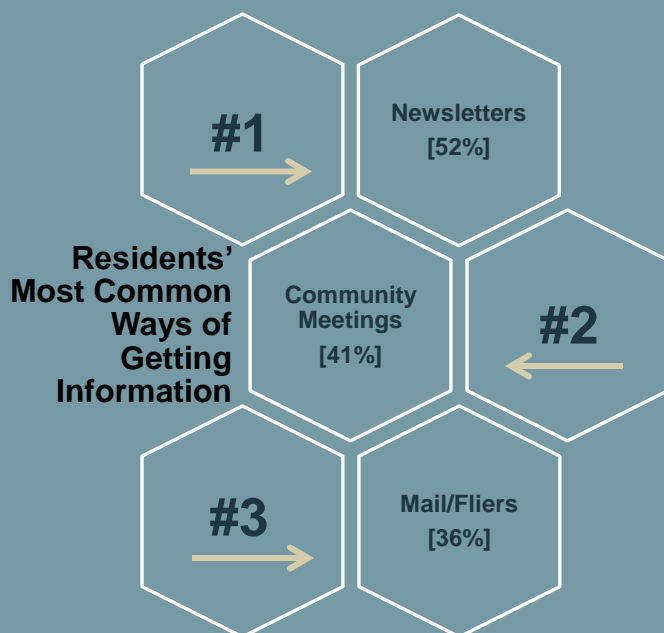 #1
Newsletters
[52%]
Residents'
Most Common
Ways of
Getting
Information
Community
Meetings
[41%]
#2
#3
Mail/Fliers
[36%]